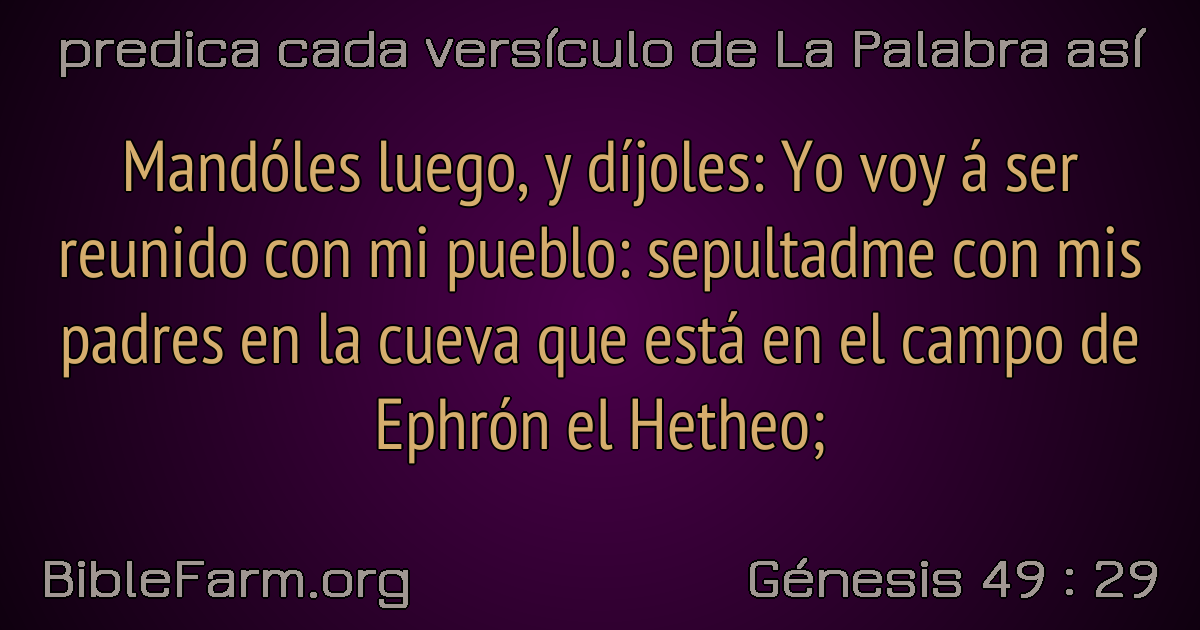 predica cada versículo de La Palabra así
Mandóles luego, y díjoles: Yo voy á ser
reunido con mi pueblo: sepultadme con mis
padres en la cueva que está en el campo de
Ephrón el Hetheo;
BibleFarm.org
Génesis 49 : 29